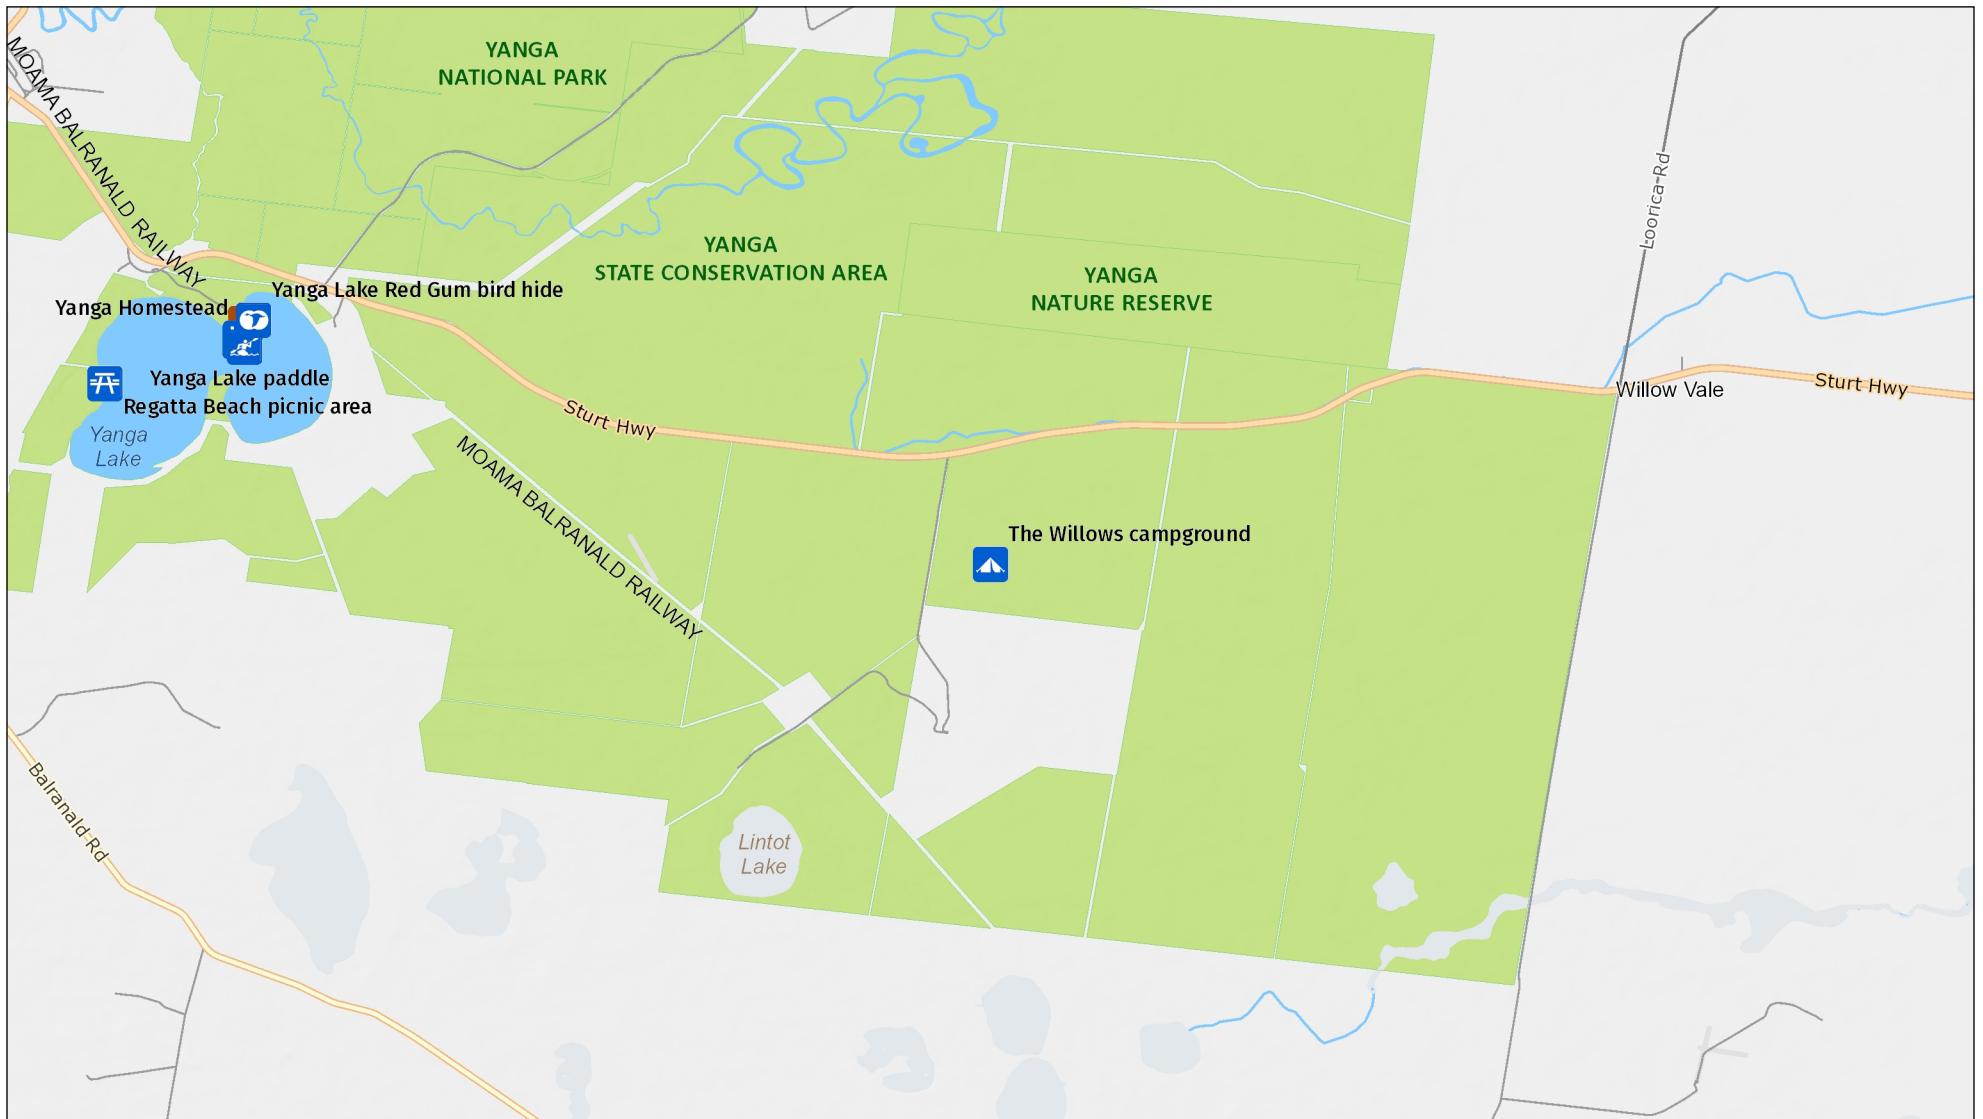 YANGA
NATIONAL PARK
MOAMA BALRANALD RAILWAY
Loorica-Rd
YANGA
STATE CONSERVATION AREA
YANGA
NATURE RESERVE
Yanga Lake Red Gum bird hide
Yanga Homestead
Yanga Lake paddle
Regatta Beach picnic area
Yanga
Lake
Sturt Hwy
Willow Vale
Sturt Hwy
MOAMA BALRANALD RAILWAY
The Willows campground
Balranald-Rd
Lintot
Lake